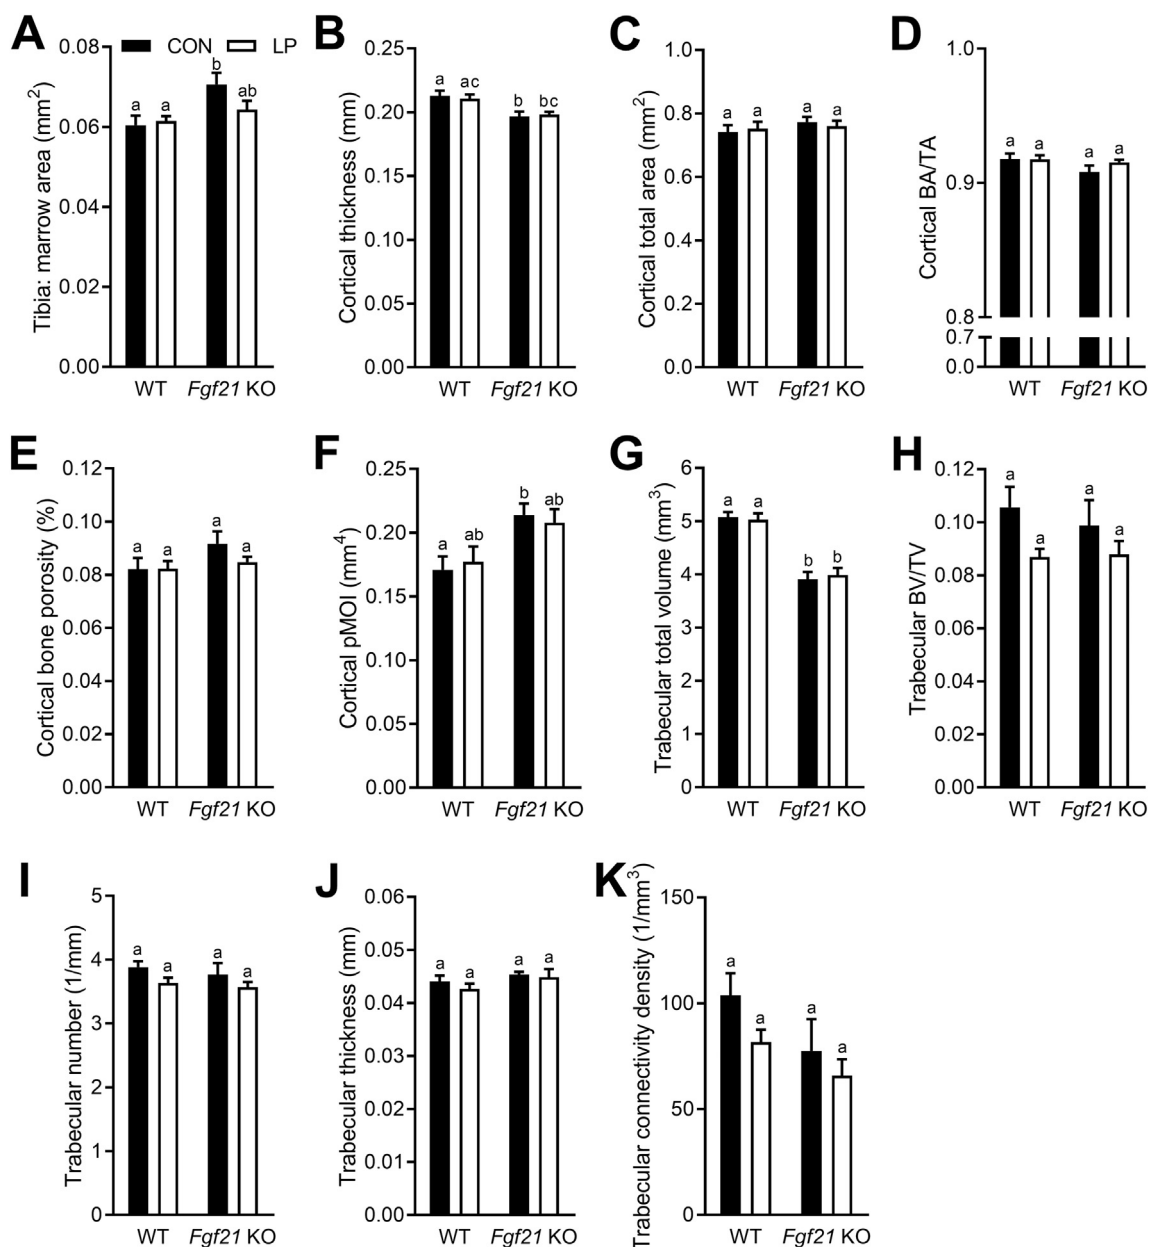 A
CON LP
Tibia: marrow area (mm2)
0.08
0.06
0.04
0.02
0.00
a
a
b
ab
WT Fgf21 KO
B
Cortical thickness (mm)
0.25
0.20
0.15
0.10
0.05
0.00
a
ac
b
bc
WT Fgf21 KO
C
Cortical total area (mm2)
1.0
0.8
0.6
0.4
0.2
0.0
a
a
a
a
WT Fgf21 KO
D
Cortical BA/TA
1.0
0.9
0.8
0.7
0.0
a
a
a
a
WT Fgf21 KO
E
Cortical bone porosity (%)
0.12
0.10
0.08
0.06
0.04
0.02
0.00
a
a
a
a
WT Fgf21 KO
F
Cortical pMOI (mm4)
0.25
0.20
0.15
0.10
0.05
0.00
a
ab
b
ab
WT Fgf21 KO
G
Trabecular total volume (mm3)
6
5
4
3
2
1
0
a
a
b
b
WT Fgf21 KO
H
Trabecular BV/TV
0.12
0.10
0.08
0.06
0.04
0.02
0.00
a
a
a
a
WT Fgf21 KO
I
Trabecular number (1/mm)
5
4
3
2
1
0
a
a
a
a
WT Fgf21 KO
J
Trabecular thickness (mm)
0.06
0.05
0.04
0.03
0.02
0.01
0.00
a
a
a
a
WT Fgf21 KO
K
Trabecular connectivity density (1/mm3)
150
100
50
0
a
a
a
a
WT Fgf21 KO